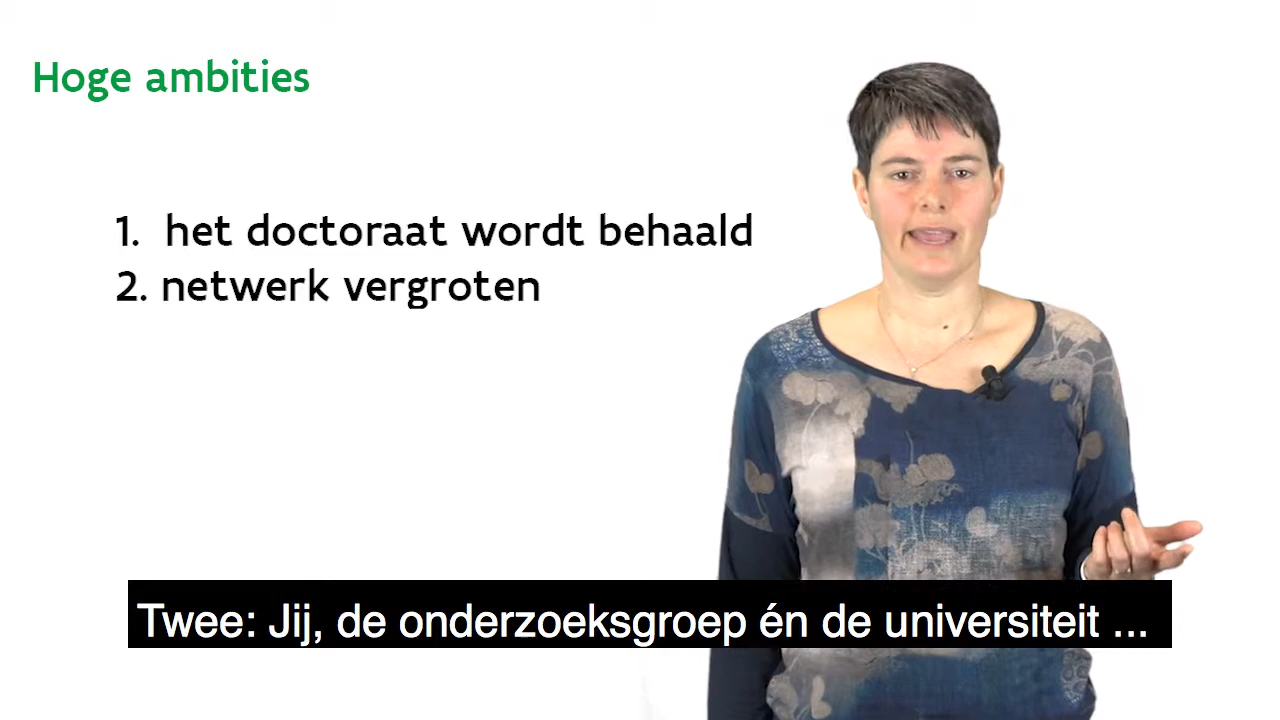 Hoge ambities
1. het doctoraat wordt behaald
2. netwerk vergroten
Twee: Jij, de onderzoeksgroep én de universiteit ...